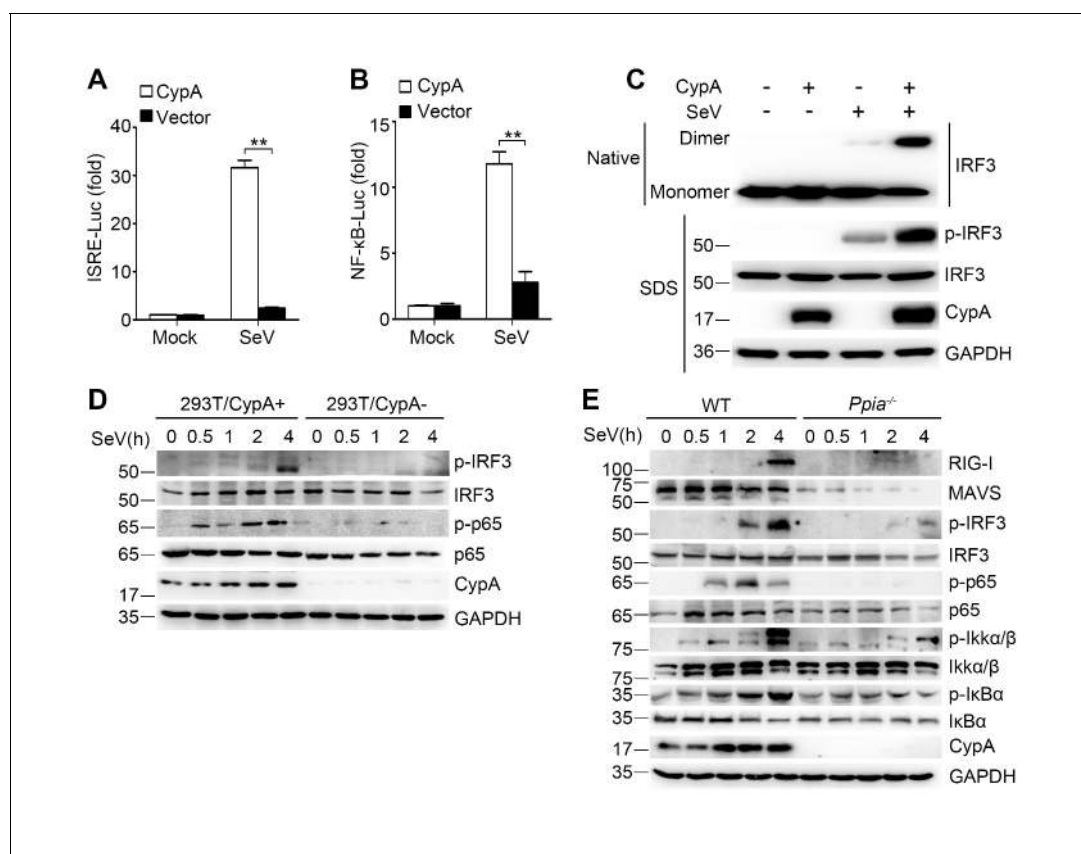 A
CypA
Vector
ISRE-Luc (fold)
40
30
20
10
0
**
Mock SeV
B
CypA
Vector
NF-κB-Luc (fold)
15
10
5
0
**
Mock SeV
C
CypA - + - +
SeV - - + +
Native
Dimer
Monomer
IRF3
SDS
50 p-IRF3
50 IRF3
17 CypA
36 GAPDH
D
293T/CypA+ 293T/CypA-
SeV(h) 0 0.5 1 2 4 0 0.5 1 2 4
50 p-IRF3
50 IRF3
65 p-p65
65 p65
17 CypA
35 GAPDH
E
WT Ppia-/-
SeV(h) 0 0.5 1 2 4 0 0.5 1 2 4
100 RIG-I
75
50 MAVS
50 p-IRF3
50 IRF3
65 p-p65
65 p65
75 p-Ikkα/β
75 Ikkα/β
35 p-IκBα
35 IκBα
17 CypA
35 GAPDH